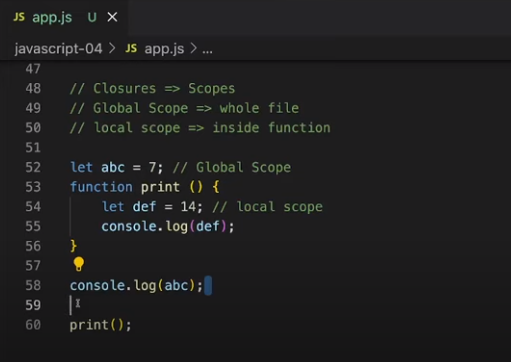 JS app.js U ×
javascript-04 > JS app.js > ...
47
48 // Closures => Scopes
49 // Global Scope => whole file
50 // local scope => inside function
51
52 let abc = 7; // Global Scope
53 function print () {
54 let def = 14; // local scope
55 console.log(def);
56 }
57
58 console.log(abc);
59
60 print();